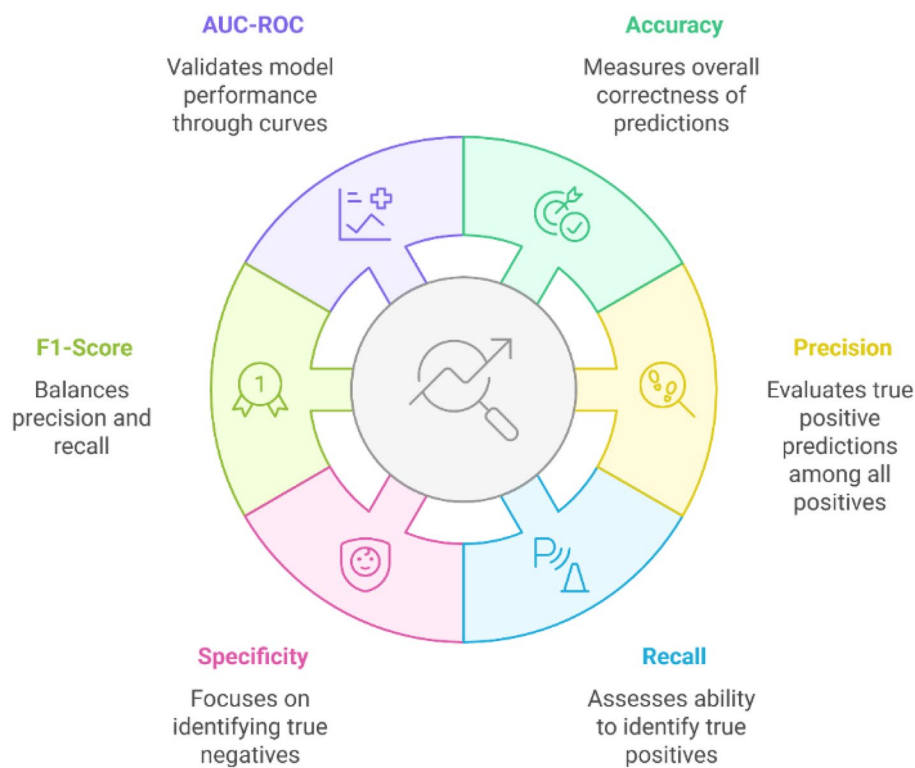 AUC-ROC
Validates model
performance
through curves
Accuracy
Measures overall
correctness of
predictions
F1-Score
Balances
precision and
recall
1
Precision
Evaluates true
positive
predictions
among all
positives
P
Specificity
Focuses on
identifying true
negatives
Recall
Assesses ability
to identify true
positives